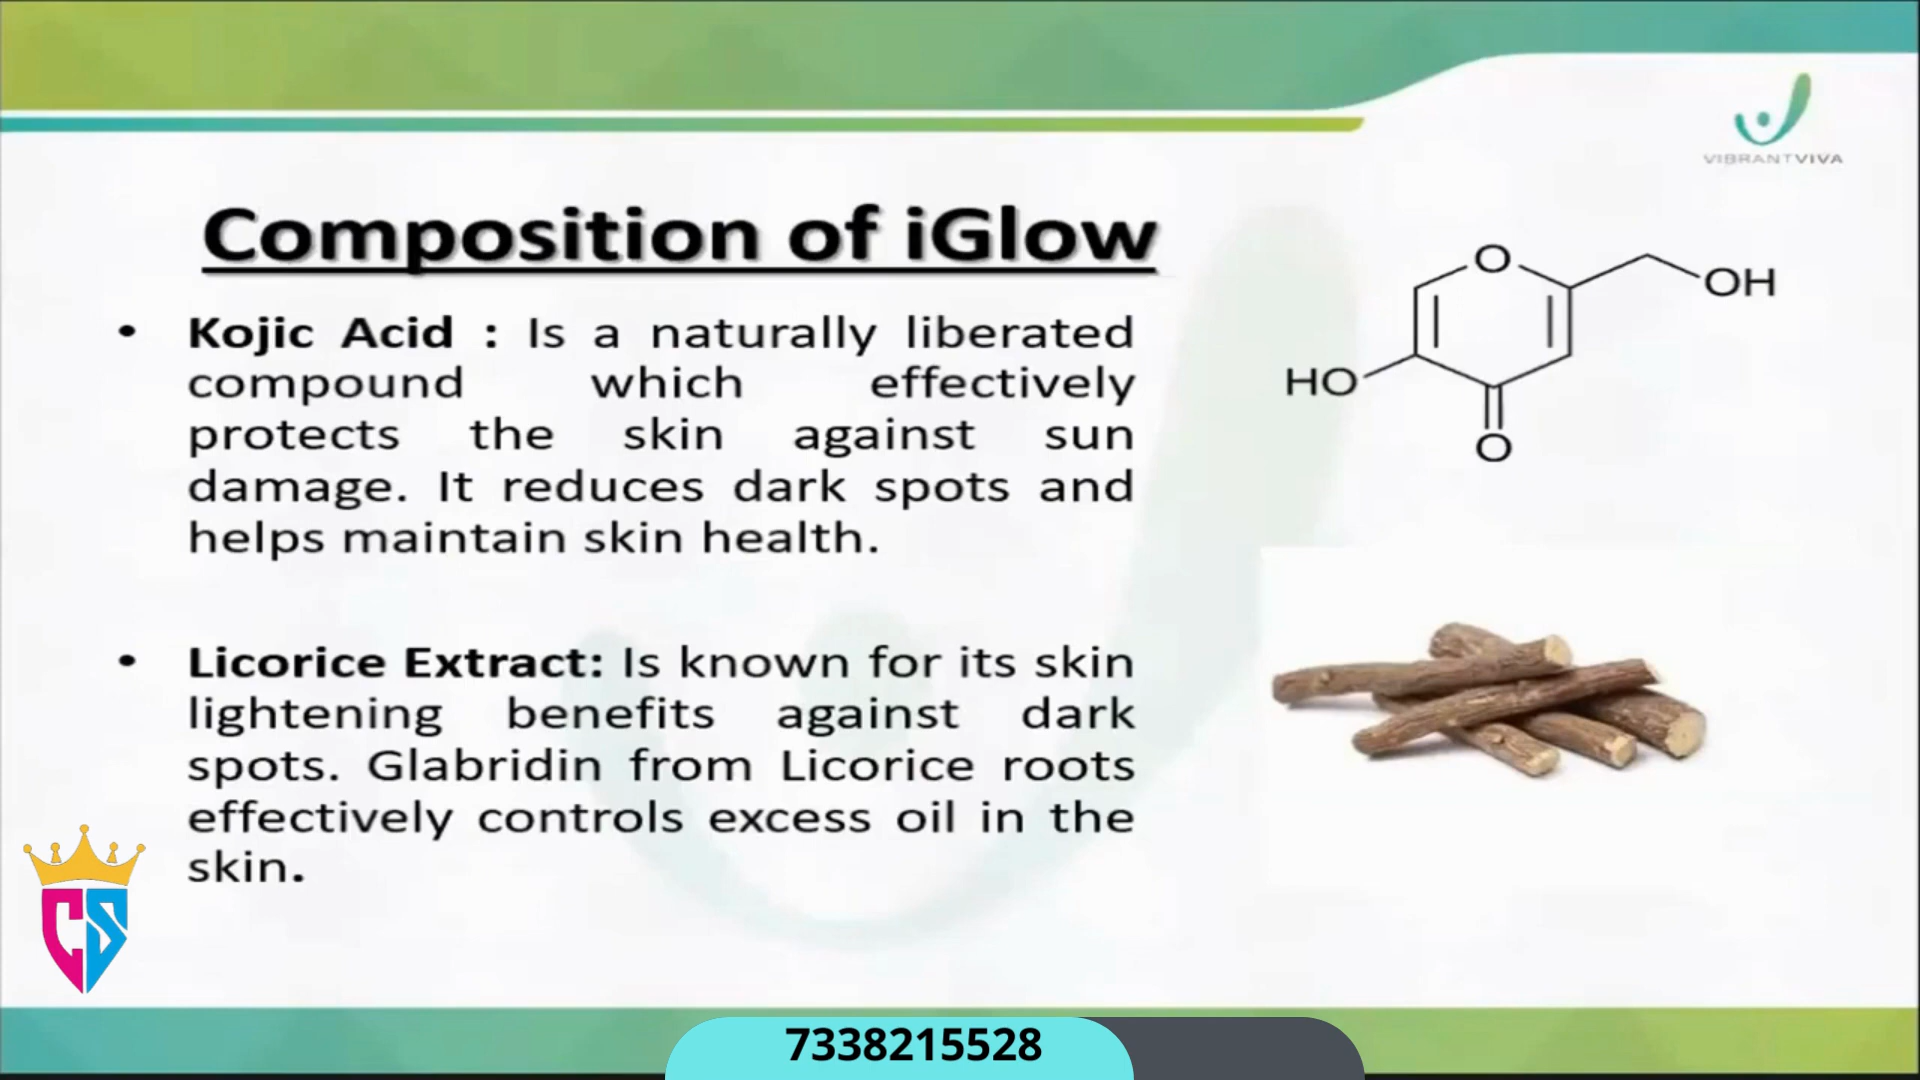 VIBRANTVIVA
Composition of iGlow
• Kojic Acid : Is a naturally liberated
compound which effectively
protects the skin against sun
damage. It reduces dark spots and
helps maintain skin health.
O
OH
HO
O
• Licorice Extract: Is known for its skin
lightening benefits against dark
spots. Glabridin from Licorice roots
effectively controls excess oil in the
skin.
CS
7338215528